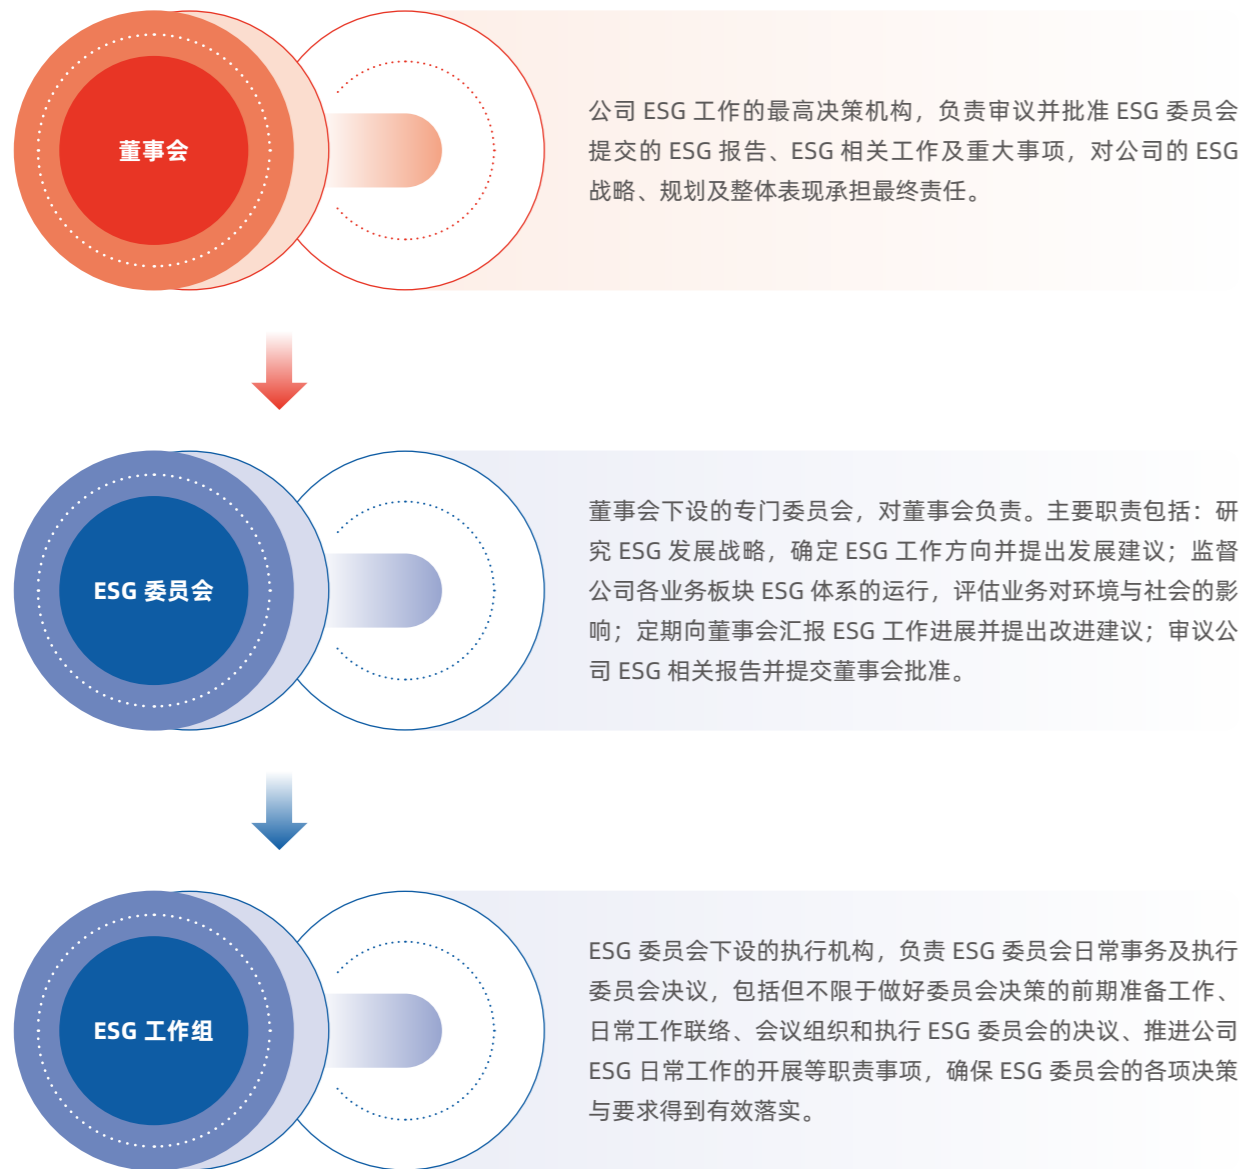 董事会
公司 ESG 工作的最高决策机构，负责审议并批准 ESG 委员会
提交的 ESG 报告、ESG 相关工作及重大事项，对公司的 ESG
战略、规划及整体表现承担最终责任。
ESG 委员会
董事会下设的专门委员会，对董事会负责。主要职责包括：研
究 ESG 发展战略，确定 ESG 工作方向并提出发展建议；监督
公司各业务板块 ESG 体系的运行，评估业务对环境与社会的影
响；定期向董事会汇报 ESG 工作进展并提出改进建议；审议公
司 ESG 相关报告并提交董事会批准。
ESG 工作组
ESG 委员会下设的执行机构，负责 ESG 委员会日常事务及执行
委员会决议，包括但不限于做好委员会决策的前期准备工作、
日常工作联络、会议组织和执行 ESG 委员会的决议、推进公司
ESG 日常工作的开展等职责事项，确保 ESG 委员会的各项决策
与要求得到有效落实。